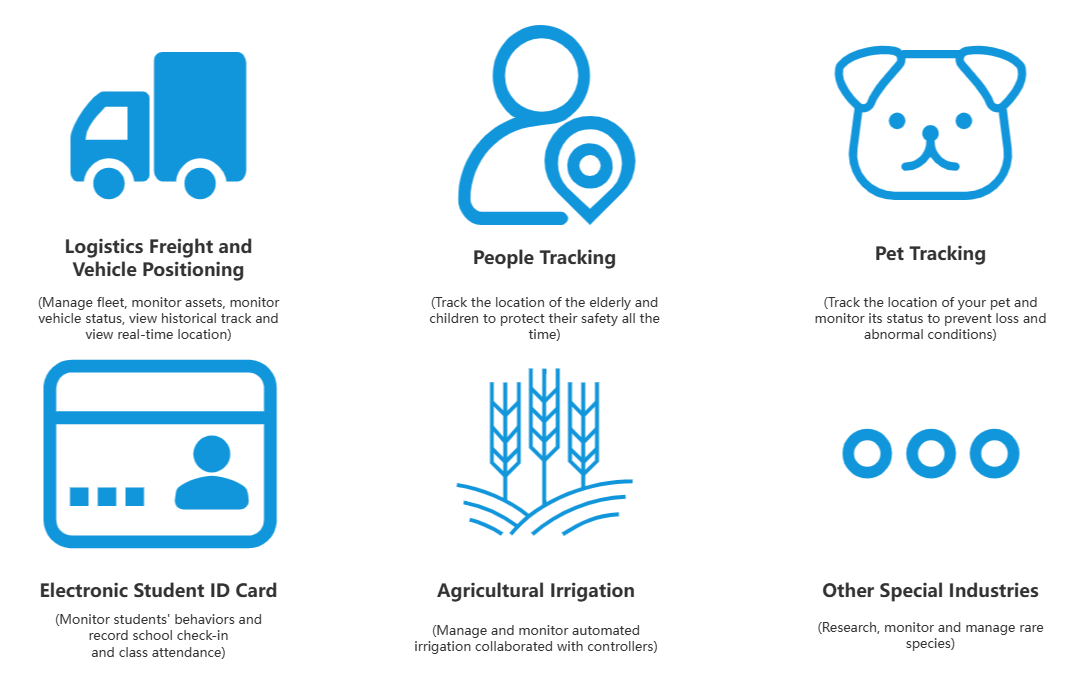 Logistics Freight and
Vehicle Positioning
(Manage fleet, monitor assets, monitor
vehicle status, view historical track and
view real-time location)
People Tracking
(Track the location of the elderly and
children to protect their safety all the
time)
Pet Tracking
(Track the location of your pet and
monitor its status to prevent loss and
abnormal conditions)
Electronic Student ID Card
(Monitor students' behaviors and
record school check-in
and class attendance)
Agricultural Irrigation
(Manage and monitor automated
irrigation collaborated with controllers)
Other Special Industries
(Research, monitor and manage rare
species)